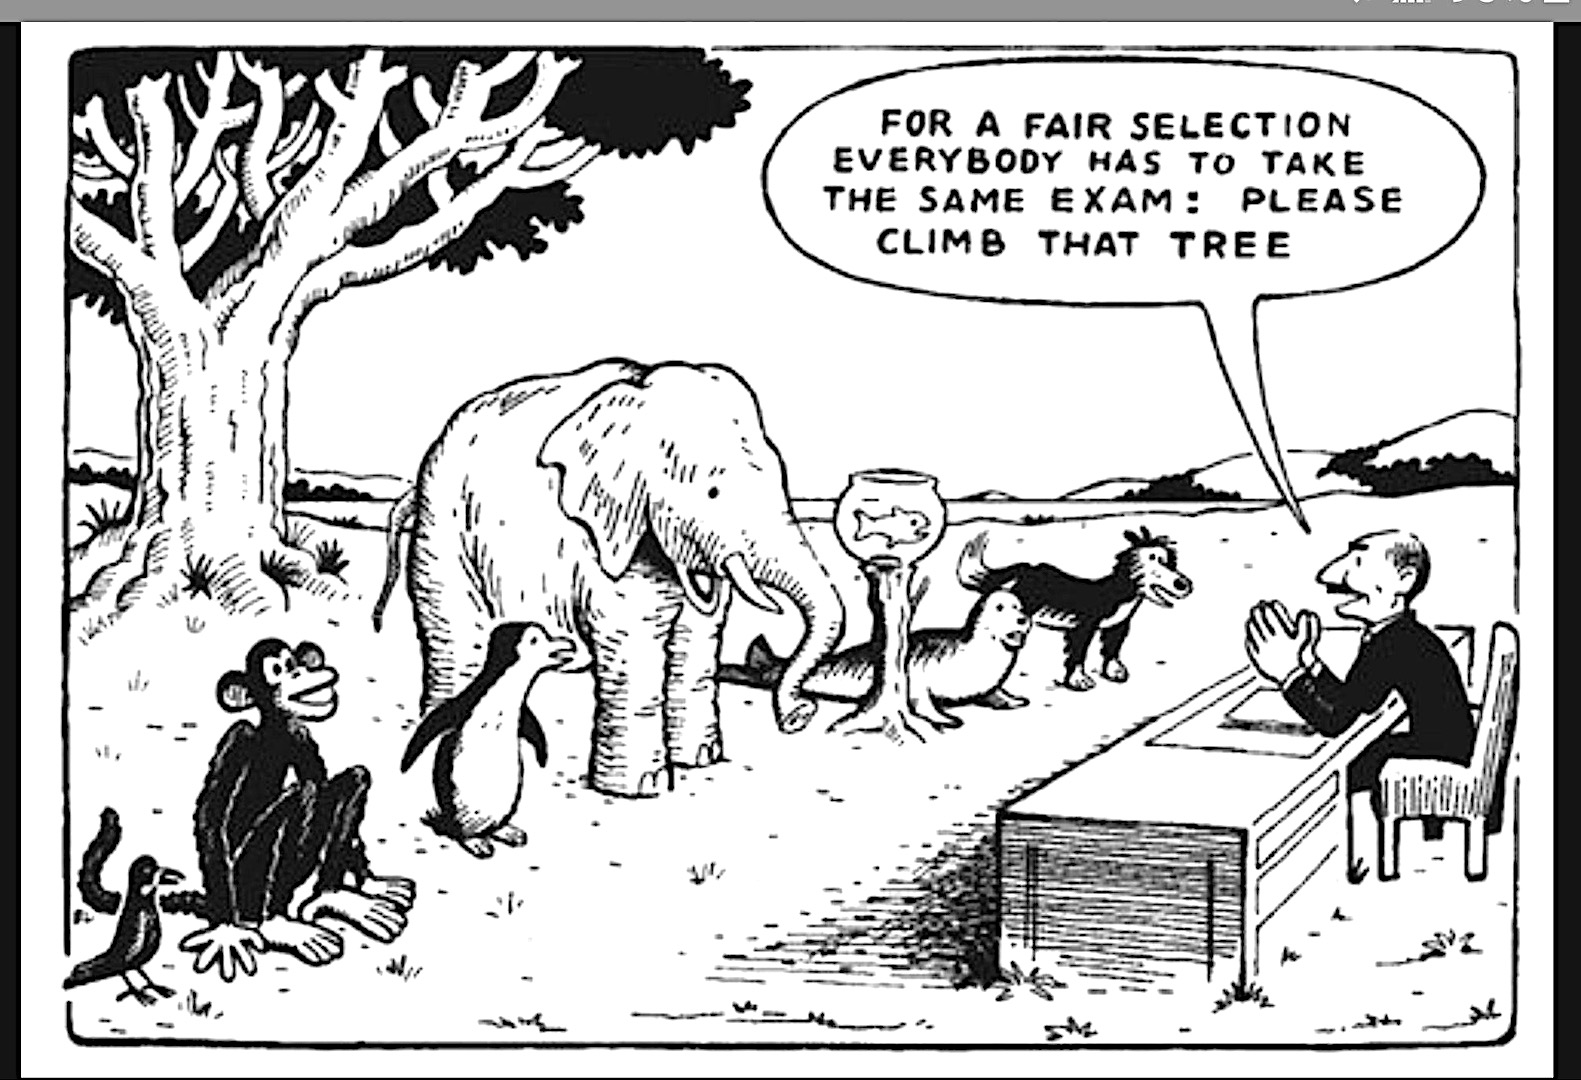 FOR A FAIR SELECTION
EVERYBODY HAS TO TAKE
THE SAME EXAM: PLEASE
CLIMB THAT TREE